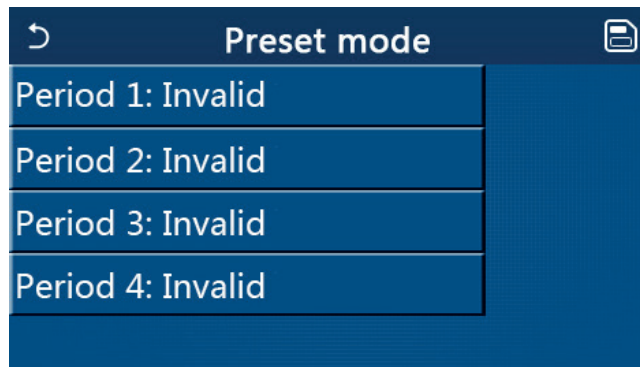 Preset mode
Period 1: Invalid
Period 2: Invalid
Period 3: Invalid
Period 4: Invalid